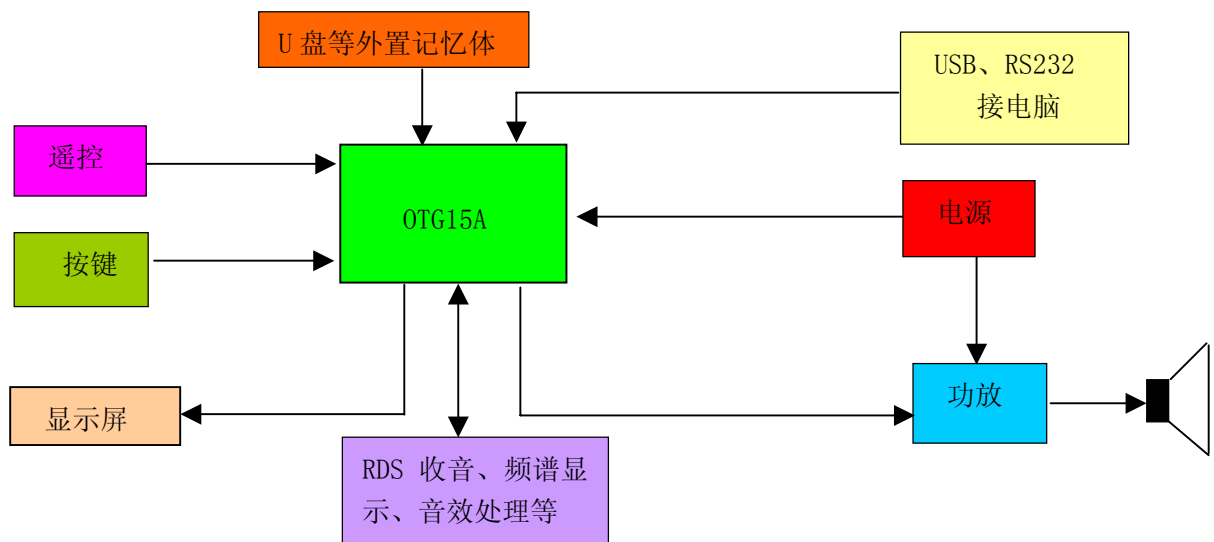 U 盘等外置记忆体
USB、RS232
接电脑
遥控
OTG15A
电源
按键
功放
显示屏
RDS 收音、频谱显
示、音效处理等